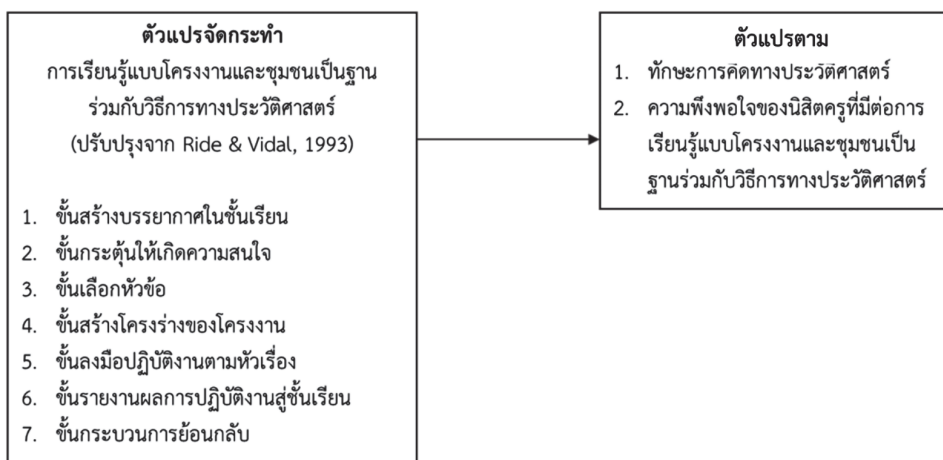 ตัวแปรจัดกระทำ
การเรียนรู้แบบโครงงานและชุมชนเป็นฐาน
ร่วมกับวิธีการทางประวัติศาสตร์
(ปรับปรุงจาก Ride & Vidal, 1993)
1. ขั้นสร้างบรรยากาศในชั้นเรียน
2. ขั้นกระตุ้นให้เกิดความสนใจ
3. ขั้นเลือกหัวข้อ
4. ขั้นสร้างโครงร่างของโครงงาน
5. ขั้นลงมือปฏิบัติงานตามหัวเรื่อง
6. ขั้นรายงานผลการปฏิบัติงานสู่ชั้นเรียน
7. ขั้นกระบวนการย้อนกลับ
ตัวแปรตาม
1. ทักษะการคิดทางประวัติศาสตร์
2. ความพึงพอใจของนิสิตครูที่มีต่อการ
เรียนรู้แบบโครงงานและชุมชนเป็น
ฐานร่วมกับวิธีการทางประวัติศาสตร์